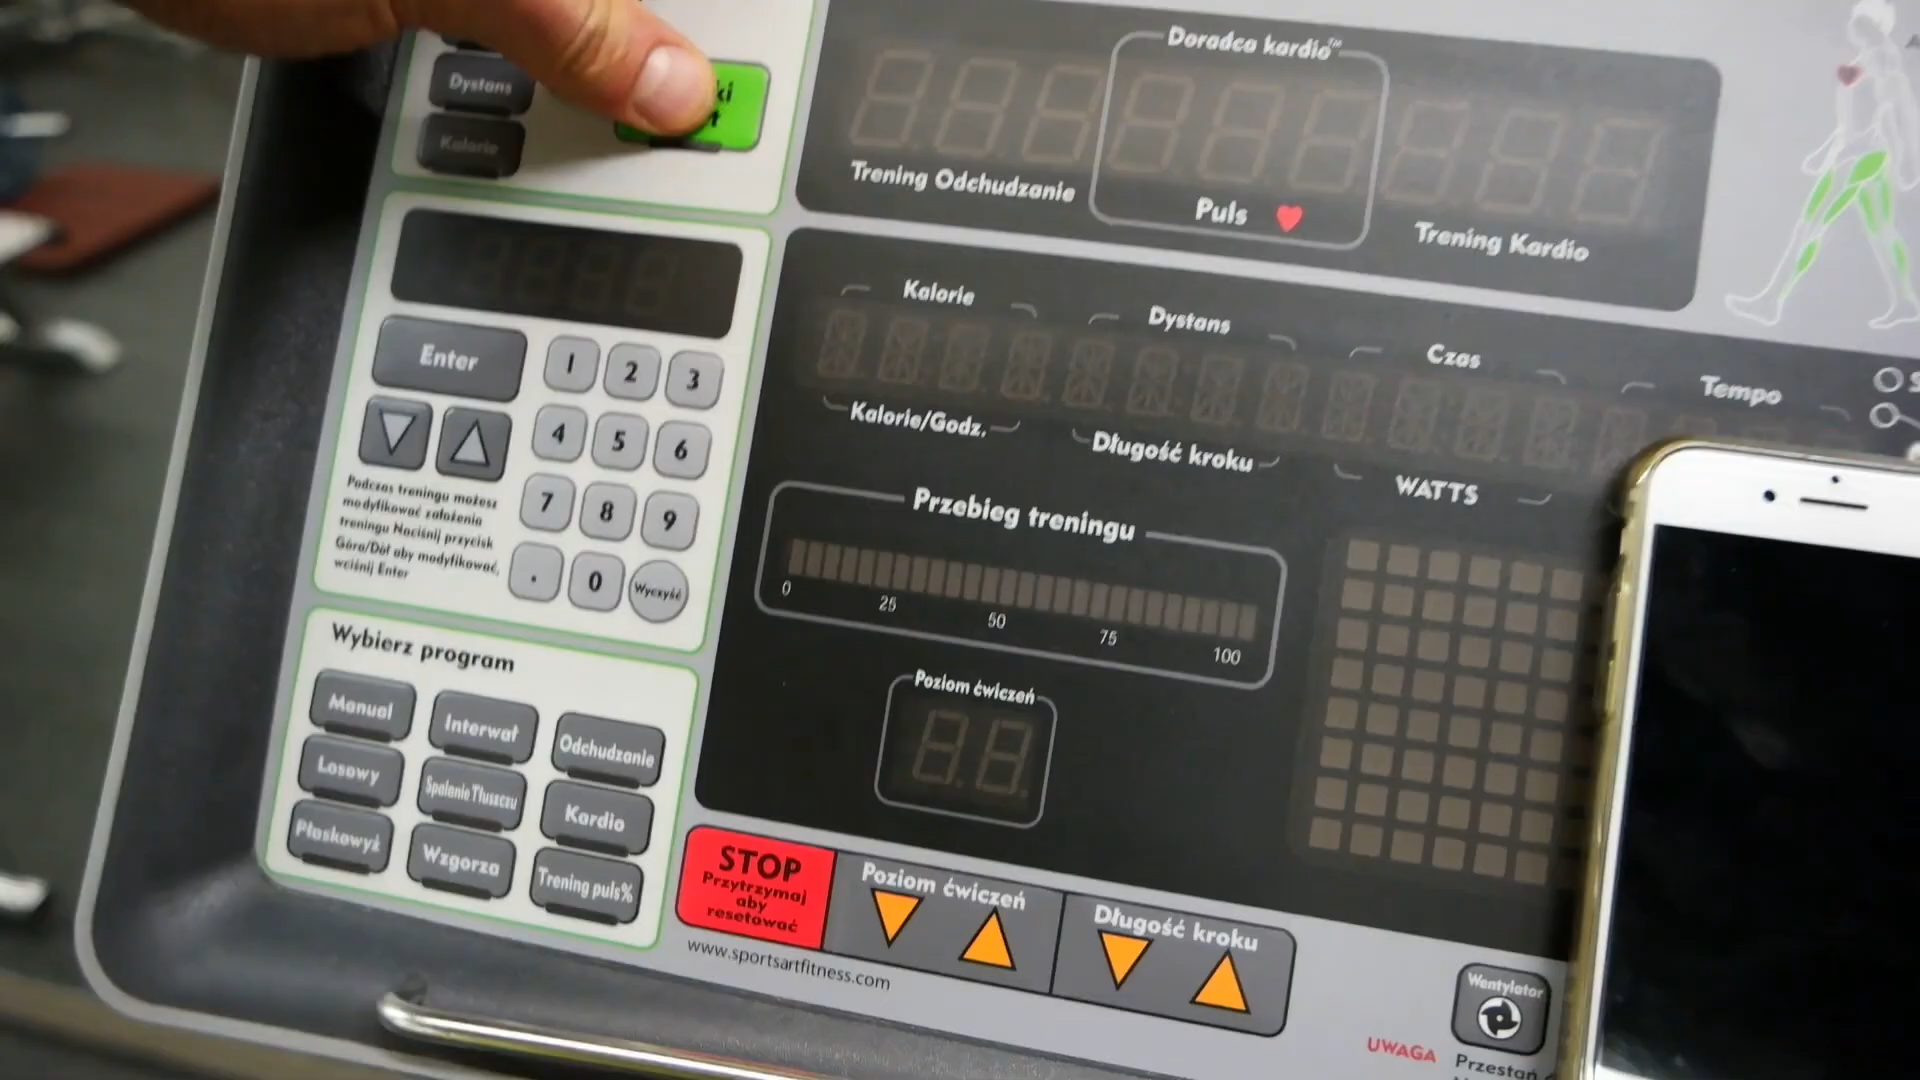 Dystans
Kalorie
Doradca kardio™
Trening Odchudzanie
Puls
Trening Kardio
Kalorie
Dystans
Czas
Tempo
Kalorie/Godz.
Długość kroku
WATTS
Enter
1 2 3
4 5 6
7 8 9
. 0 Wyczyść
Podczas treningu możesz
modyfikować założenia
treningu Naciśnij przycisk
Góra/Dół aby modyfikować,
wciśnij Enter
Przebieg treningu
0 25 50 75 100
Poziom ćwiczeń
Wybierz program
Manual Interwał Odchudzanie
Losowy Spalanie Tłuszczu Kardio
Płaskowyż Wzgorza Trening puls%
STOP
Przytrzymaj
aby
resetować
Poziom ćwiczeń
Długość kroku
www.sportsartfitness.com
Wentylator
UWAGA
Przestań